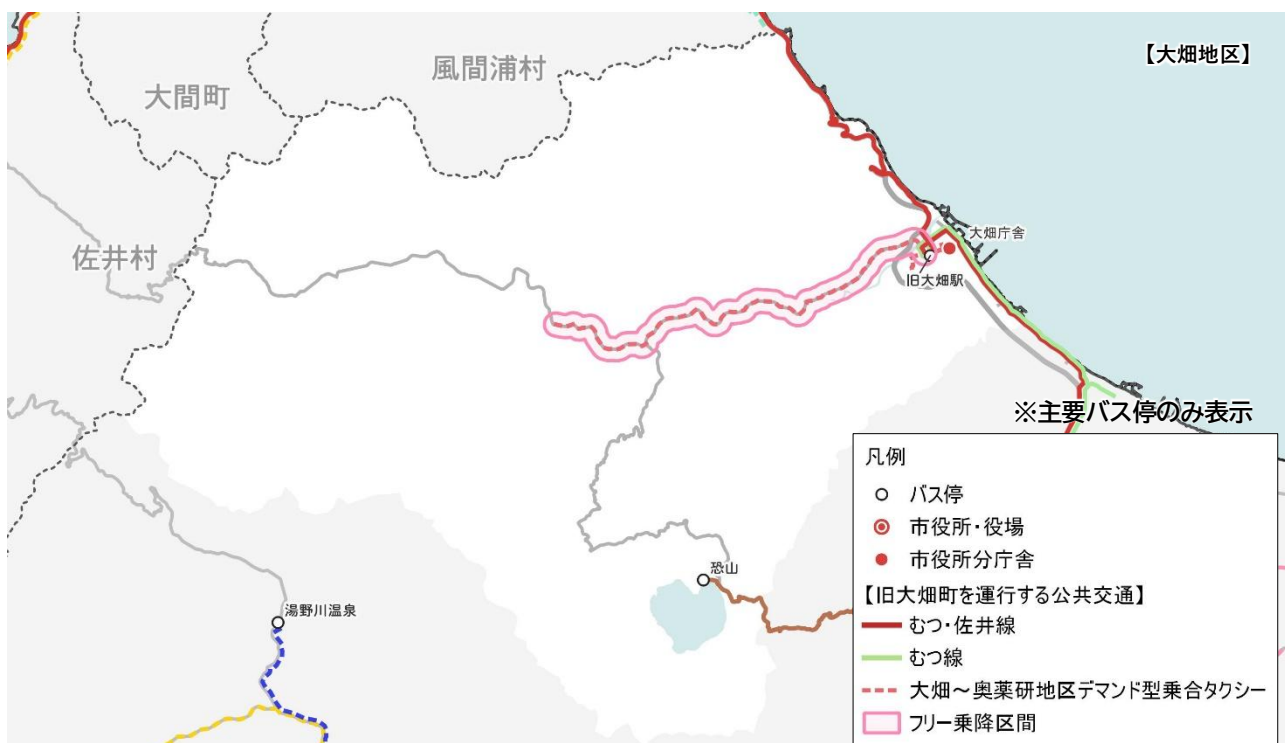 【大畑地区】
風間浦村
大間町
佐井村
大畑庁舎
旧大畑駅
※主要バス停のみ表示
恐山
湯野川温泉
凡例
バス停
市役所・役場
市役所分庁舎
【旧大畑町を運行する公共交通】
むつ・佐井線
むつ線
大畑～奥薬研地区デマンド型乗合タクシー
フリー乗降区間